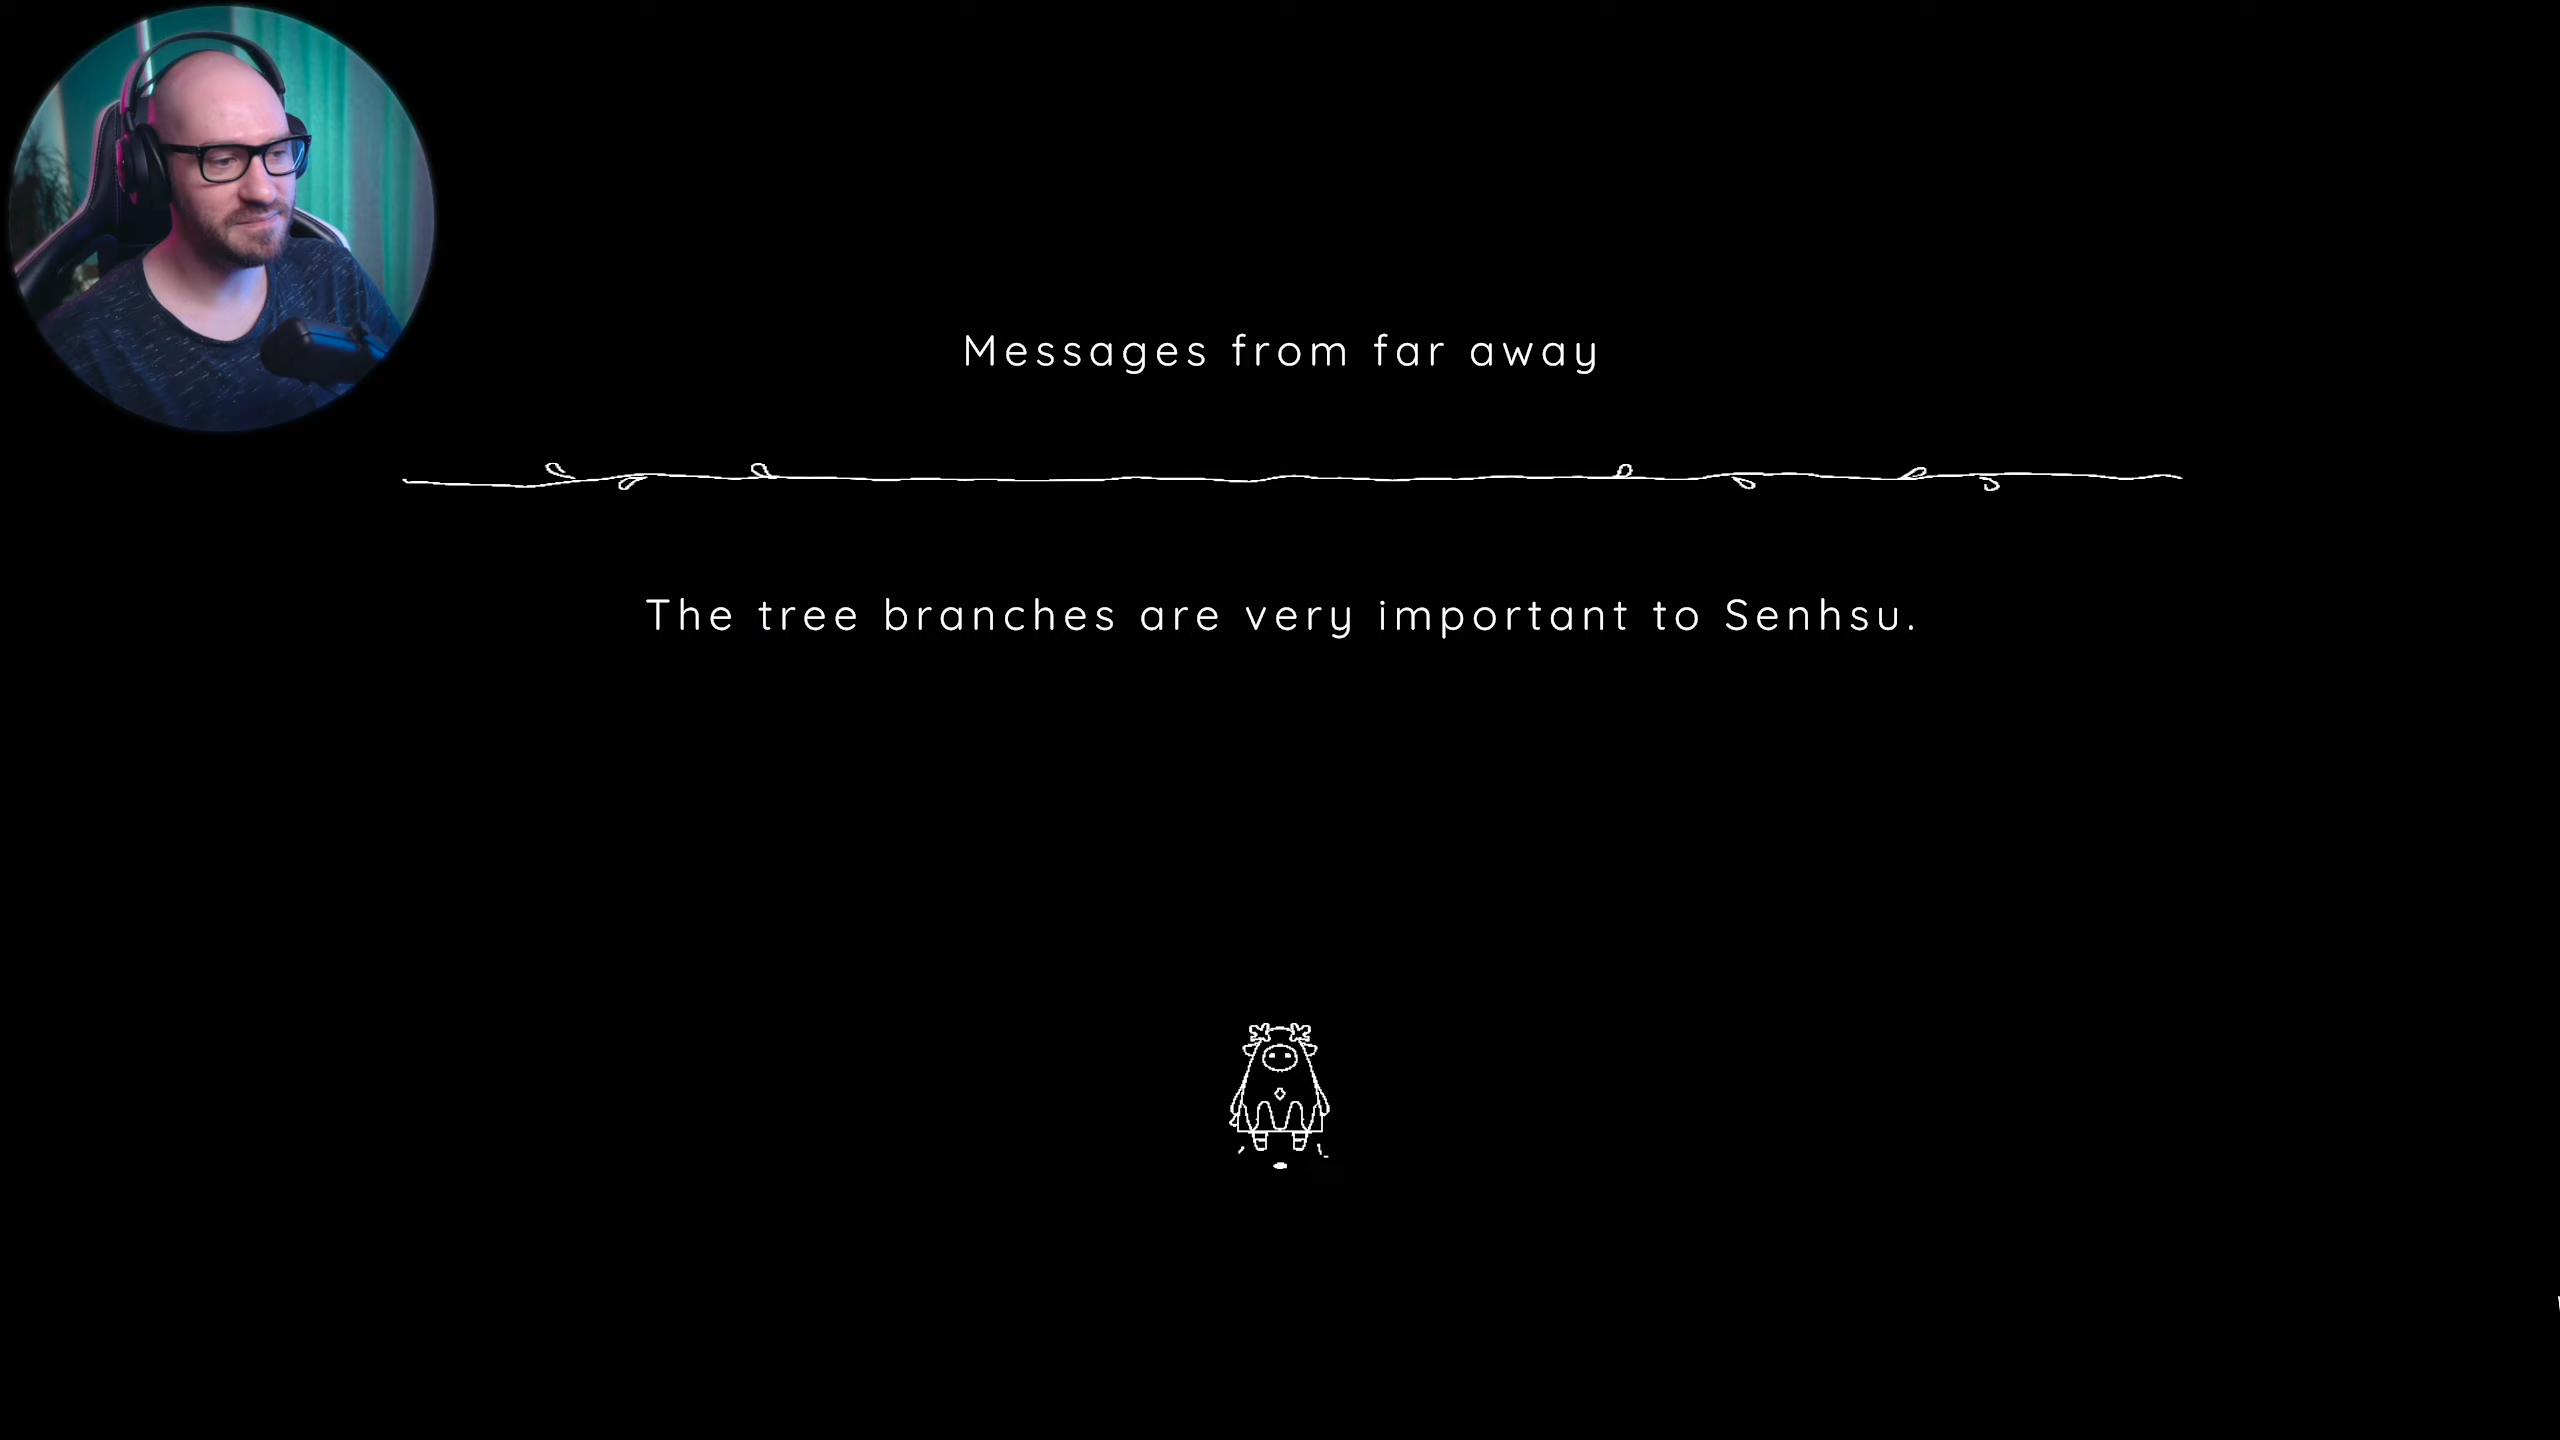 Messages from far away
The tree branches are very important to Senhsu.